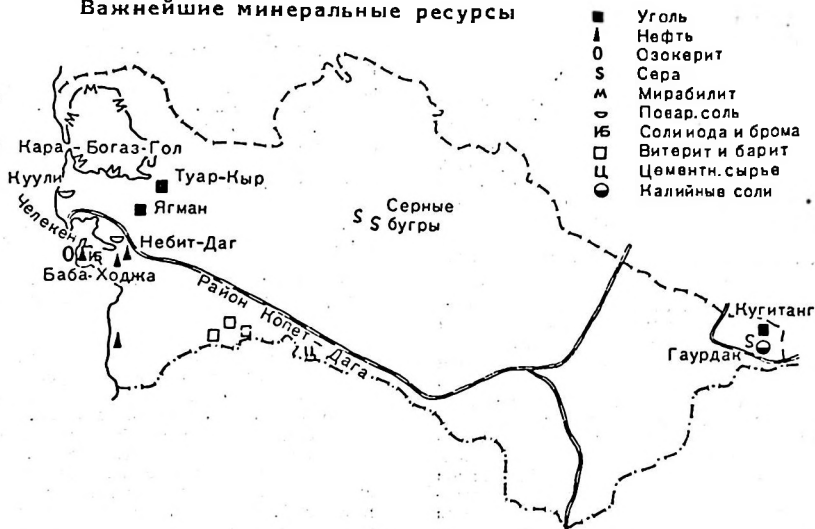 Важнейшие минеральные ресурсы
Уголь
Нефть
О Озокерит
S Сера
М Мирабилит
Повар. соль
ИБ Соли иода и брома
Витерит и барит
Ц Цементн. сырье
Калийные соли
М
М
М
М
М
Кара-Богаз-Гол
Туар-Кыр
Куули
Ягман
Челекен
S S Серные
бугры
Небит-Даг
О ИБ
Баба-Ходжа
Район Копет-Дага
Ц
Кугитанг
S
Гаурдак